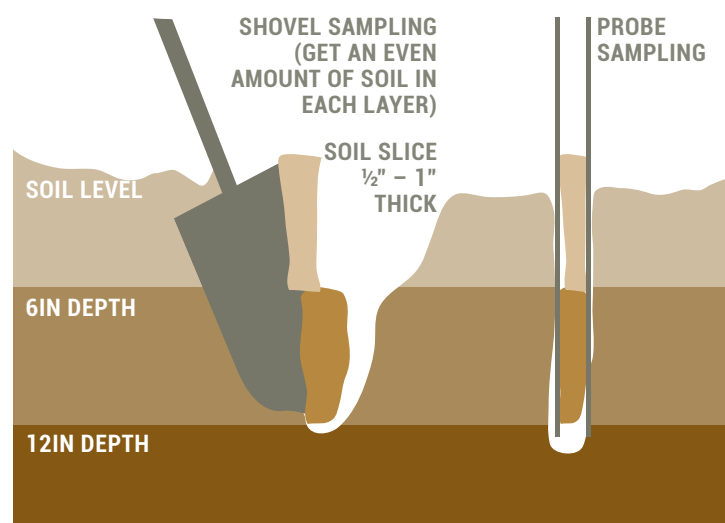 SHOVEL SAMPLING
(GET AN EVEN
AMOUNT OF SOIL IN
EACH LAYER)
SOIL SLICE
½" – 1"
THICK
PROBE
SAMPLING
SOIL LEVEL
6IN DEPTH
12IN DEPTH